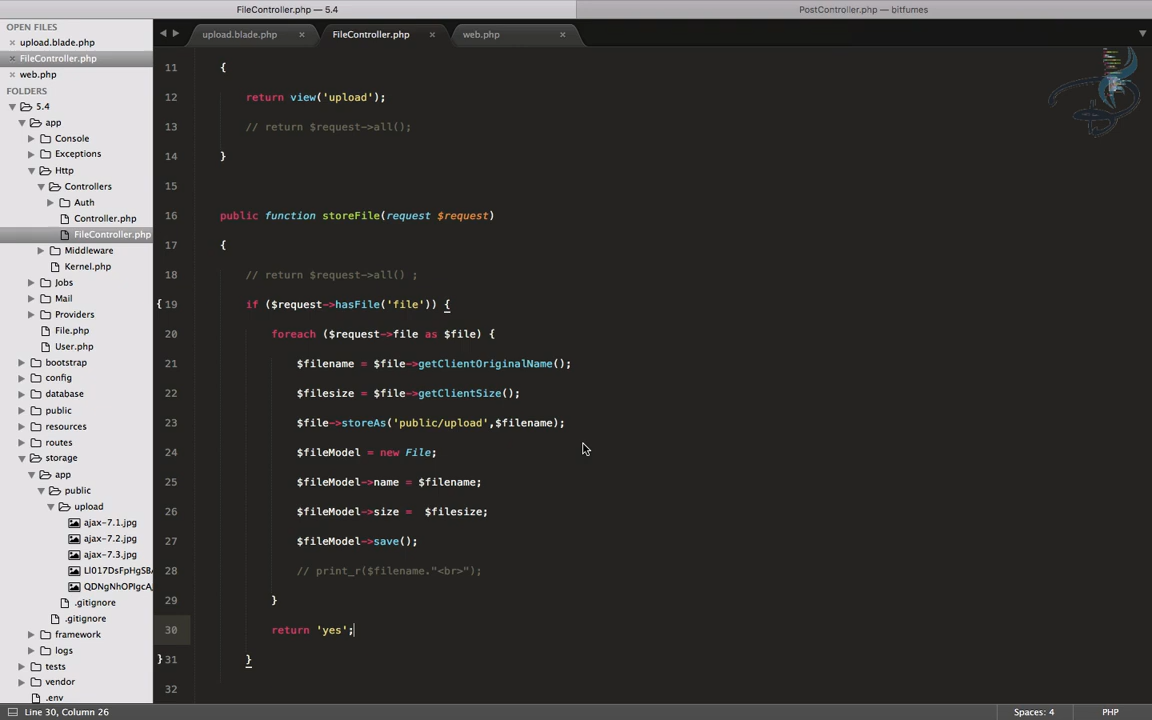 FileController.php — 5.4
PostController.php — bitfumes
OPEN FILES
upload.blade.php
FileController.php
web.php
FOLDERS
5.4
app
Console
Exceptions
Http
Controllers
Auth
Controller.php
FileController.php
Middleware
Kernel.php
Jobs
Mail
Providers
File.php
User.php
bootstrap
config
database
public
resources
routes
storage
app
public
upload
ajax-7.1.jpg
ajax-7.2.jpg
ajax-7.3.jpg
LI017DsFpHgSB
QDNgNhOPIgcA
.gitignore
.gitignore
framework
logs
tests
vendor
.env
upload.blade.php
FileController.php
web.php
11 {
12 return view('upload');
13 // return $request->all();
14 }
15
16 public function storeFile(request $request)
17 {
18 // return $request->all() ;
19 if ($request->hasFile('file')) {
20 foreach ($request->file as $file) {
21 $filename = $file->getClientOriginalName();
22 $filesize = $file->getClientSize();
23 $file->storeAs('public/upload',$filename);
24 $fileModel = new File;
25 $fileModel->name = $filename;
26 $fileModel->size =  $filesize;
27 $fileModel->save();
28 // print_r($filename."<br>");
29 }
30 return 'yes';
31 }
32
Line 30, Column 26
Spaces: 4
PHP